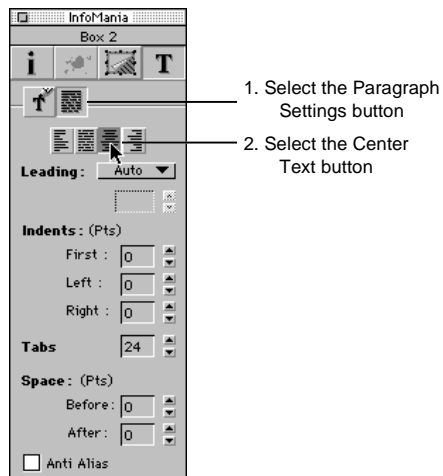 InfoMania
Box 2
i T
T
1. Select the Paragraph
Settings button
2. Select the Center
Text button
Leading: Auto
Indents: (Pts)
First : 0
Left : 0
Right : 0
Tabs 24
Space: (Pts)
Before: 0
After: 0
Anti Alias